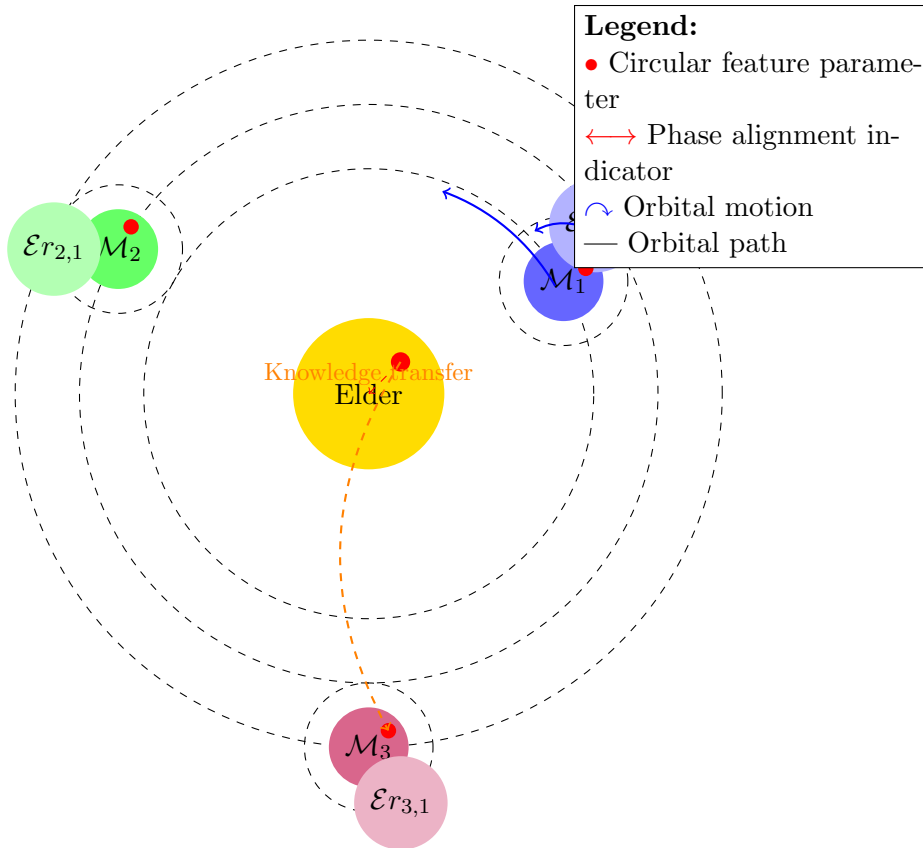 Legend:
• Circular feature parame-
ter
⟷ Phase alignment in-
dicator
↷ Orbital motion
— Orbital path
ℰr₂,₁
ℳ₂
ℳ₁
Knowledge transfer
Elder
ℳ₃
ℰr₃,₁